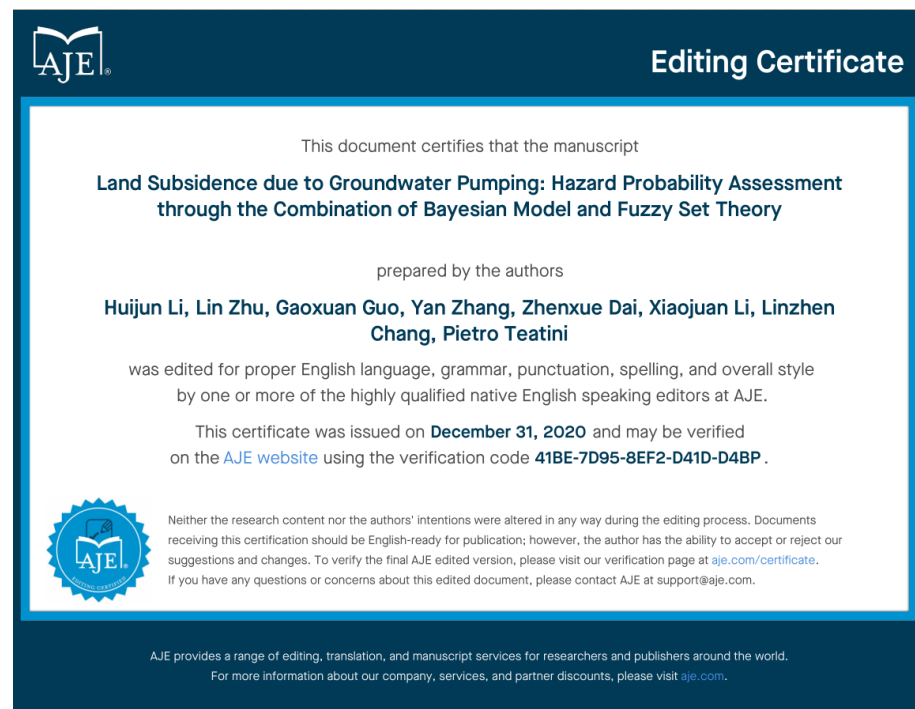 AJE®
Editing Certificate
This document certifies that the manuscript
Land Subsidence due to Groundwater Pumping: Hazard Probability Assessment
through the Combination of Bayesian Model and Fuzzy Set Theory
prepared by the authors
Huijun Li, Lin Zhu, Gaoxuan Guo, Yan Zhang, Zhenxue Dai, Xiaojuan Li, Linzhen
Chang, Pietro Teatini
was edited for proper English language, grammar, punctuation, spelling, and overall style
by one or more of the highly qualified native English speaking editors at AJE.
This certificate was issued on December 31, 2020 and may be verified
on the AJE website using the verification code 41BE-7D95-8EF2-D41D-D4BP.
AJE®
EDITING CERTIFIED
Neither the research content nor the authors' intentions were altered in any way during the editing process. Documents
receiving this certification should be English-ready for publication; however, the author has the ability to accept or reject our
suggestions and changes. To verify the final AJE edited version, please visit our verification page at aje.com/certificate.
If you have any questions or concerns about this edited document, please contact AJE at support@aje.com.
AJE provides a range of editing, translation, and manuscript services for researchers and publishers around the world.
For more information about our company, services, and partner discounts, please visit aje.com.